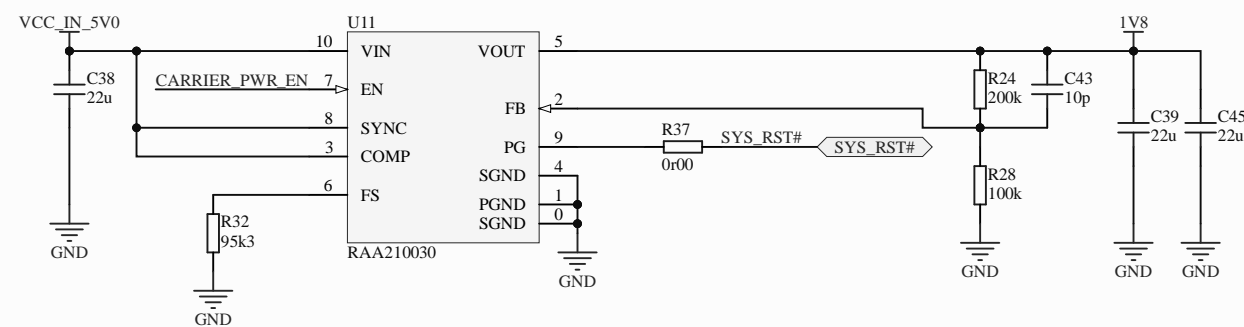 VCC_IN_5V0
U11
1V8
10
VIN
VOUT
5
C38
22u
CARRIER_PWR_EN
7
EN
R24
200k
C43
10p
FB
2
8
SYNC
C39
22u
C45
22u
R37
SYS_RST#
SYS_RST#
0r00
3
COMP
PG
9
SGND
4
R28
100k
6
FS
PGND
1
SGND
0
R32
95k3
RAA210030
GND
GND
GND
GND
GND
GND